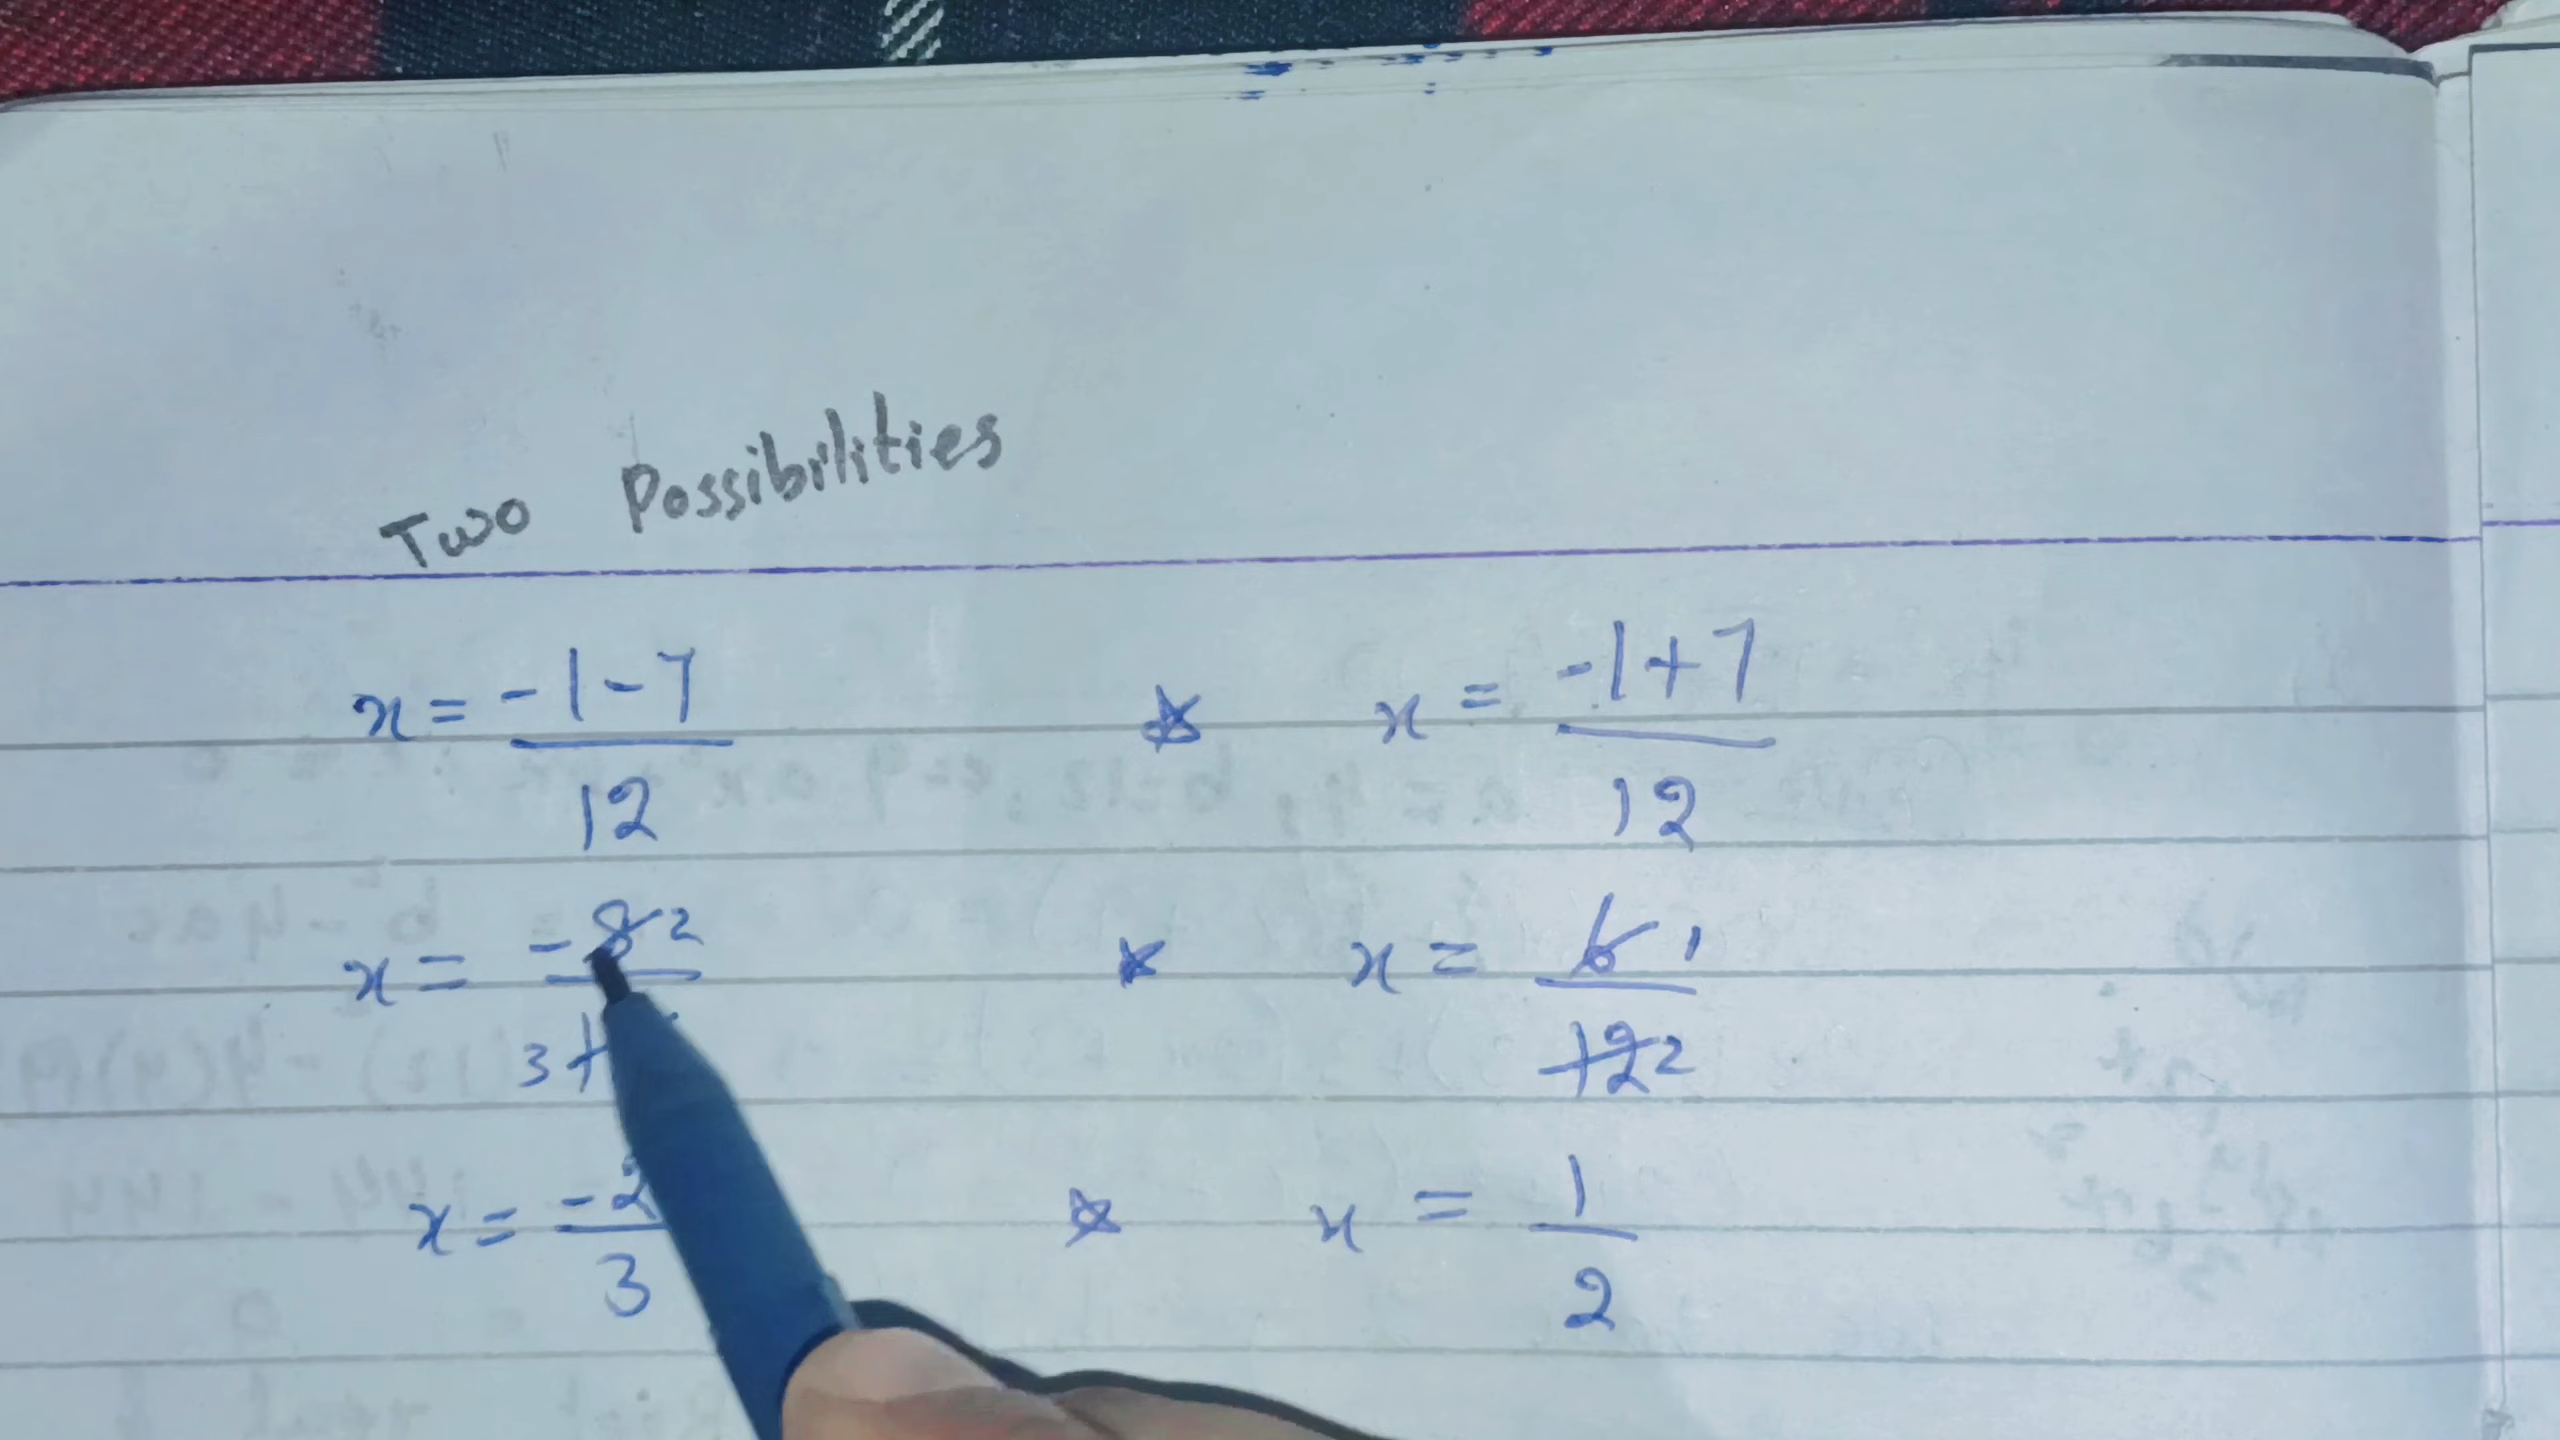 Two Possibilities
x = -1-7/12 ☆ x = -1+7/12
x = -8 2/3 1 ☆ x = 6 1/12 2
x = -2/3 ☆ x = 1/2